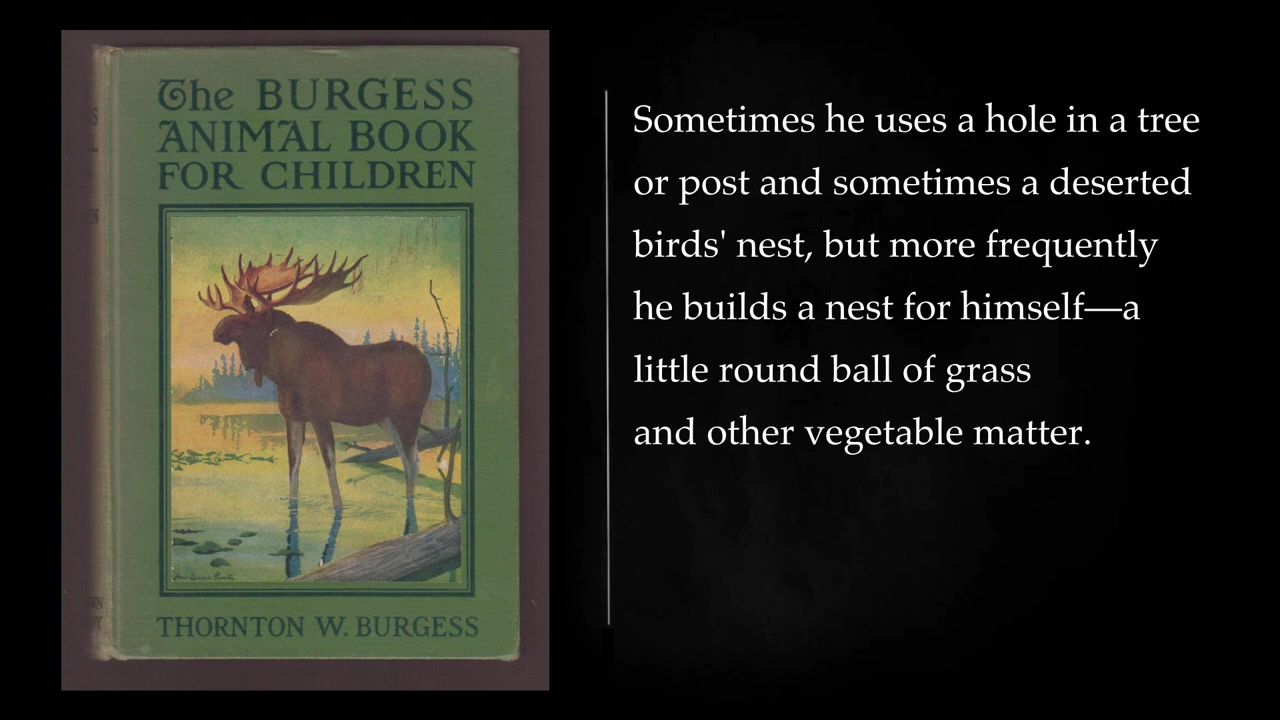 The BURGESS
ANIMAL BOOK
FOR CHILDREN
THORNTON W. BURGESS
Sometimes he uses a hole in a tree
or post and sometimes a deserted
birds' nest, but more frequently
he builds a nest for himself—a
little round ball of grass
and other vegetable matter.